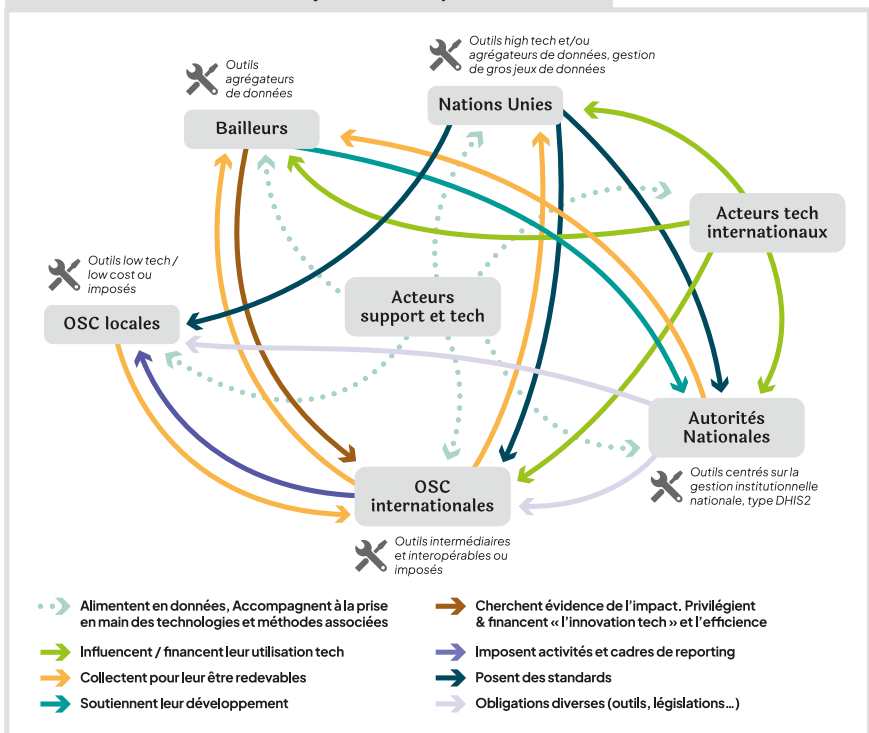 Outils high tech et/ou
agrégateurs de données, gestion
de gros jeux de données
Outils
agrégateurs
de données
Nations Unies
Bailleurs
Acteurs tech
internationaux
Outils low tech /
low cost ou
imposés
OSC locales
Acteurs
support et tech
Autorités
Nationales
Outils centrés sur la
gestion institutionnelle
nationale, type DHIS2
OSC
internationales
Outils intermédiaires
et interopérables ou
imposés
Alimentent en données, Accompagnent à la prise
en main des technologies et méthodes associées
Influencent / financent leur utilisation tech
Collectent pour leur être redevables
Soutiennent leur développement
Cherchent évidence de l'impact. Privilégient
& financent « l'innovation tech » et l'efficience
Imposent activités et cadres de reporting
Posent des standards
Obligations diverses (outils, législations...)